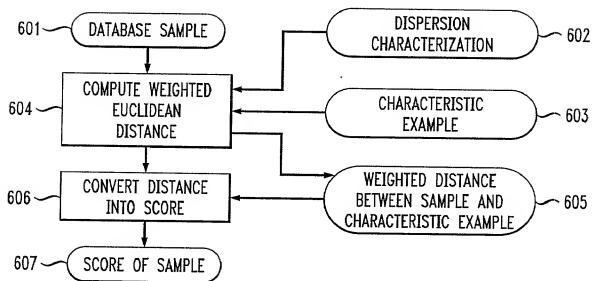 601
DATABASE SAMPLE
DISPERSION
CHARACTERIZATION
602
604
COMPUTE WEIGHTED
EUCLIDEAN
DISTANCE
CHARACTERISTIC
EXAMPLE
603
606
CONVERT DISTANCE
INTO SCORE
WEIGHTED DISTANCE
BETWEEN SAMPLE AND
CHARACTERISTIC EXAMPLE
605
607
SCORE OF SAMPLE